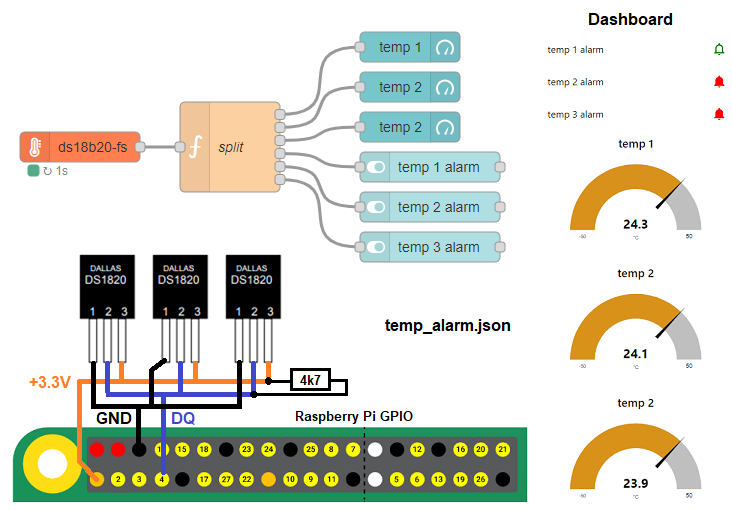 Dashboard
temp 1 alarm
temp 2 alarm
temp 3 alarm
temp 1
24.3
°C
-50
50
temp 2
24.1
°C
-50
50
temp 2
23.9
°C
-50
50
ds18b20-fs
1s
f
split
temp 1
temp 2
temp 2
temp 1 alarm
temp 2 alarm
temp 3 alarm
DALLAS
DS1820
1 2 3
DALLAS
DS1820
1 2 3
DALLAS
DS1820
1 2 3
temp_alarm.json
+3.3V
4k7
GND
DQ
Raspberry Pi GPIO
15 18 23 24 25 8 7 12 16 20 21
2 3 4 17 27 22 10 9 11 5 6 13 19 26